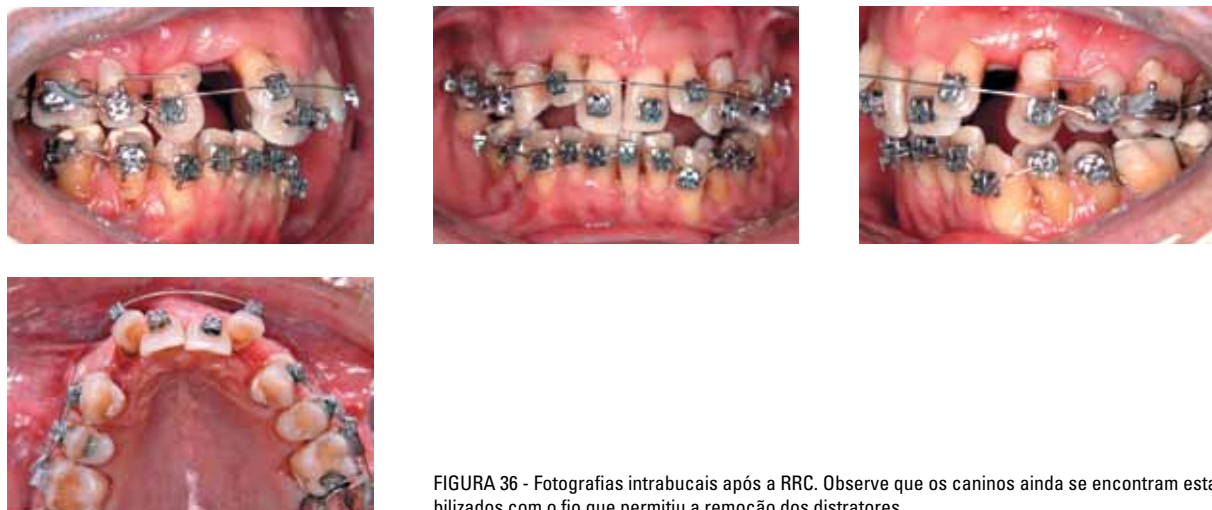 FIGURA 36 - Fotografias intrabucais após a RRC. Observe que os caninos ainda se encontram esta
bilizados com o fio que permitiu a remoção dos distratores.